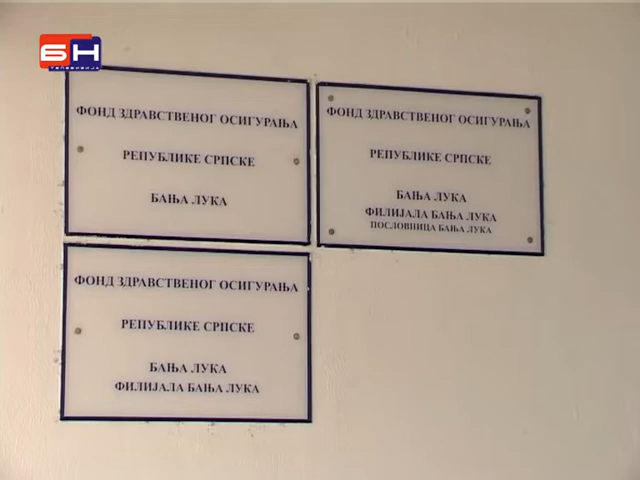 БН
ТЕЛЕВИЗИЈА
ФОНД ЗДРАВСТВЕНОГ ОСИГУРАЊА
РЕПУБЛИКЕ СРПСКЕ
БАЊА ЛУКА
ФОНД ЗДРАВСТВЕНОГ ОСИГУРАЊА
РЕПУБЛИКЕ СРПСКЕ
БАЊА ЛУКА
ФИЛИЈАЛА БАЊА ЛУКА
ПОСЛОВНИЦА БАЊА ЛУКА
ФОНД ЗДРАВСТВЕНОГ ОСИГУРАЊА
РЕПУБЛИКЕ СРПСКЕ
БАЊА ЛУКА
ФИЛИЈАЛА БАЊА ЛУКА